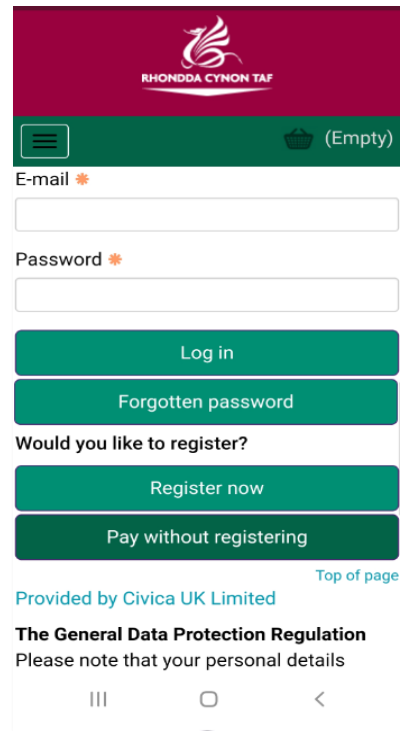 RHONDDA CYNON TAF
(Empty)
E-mail *
Password *
Log in
Forgotten password
Would you like to register?
Register now
Pay without registering
Top of page
Provided by Civica UK Limited
The General Data Protection Regulation
Please note that your personal details